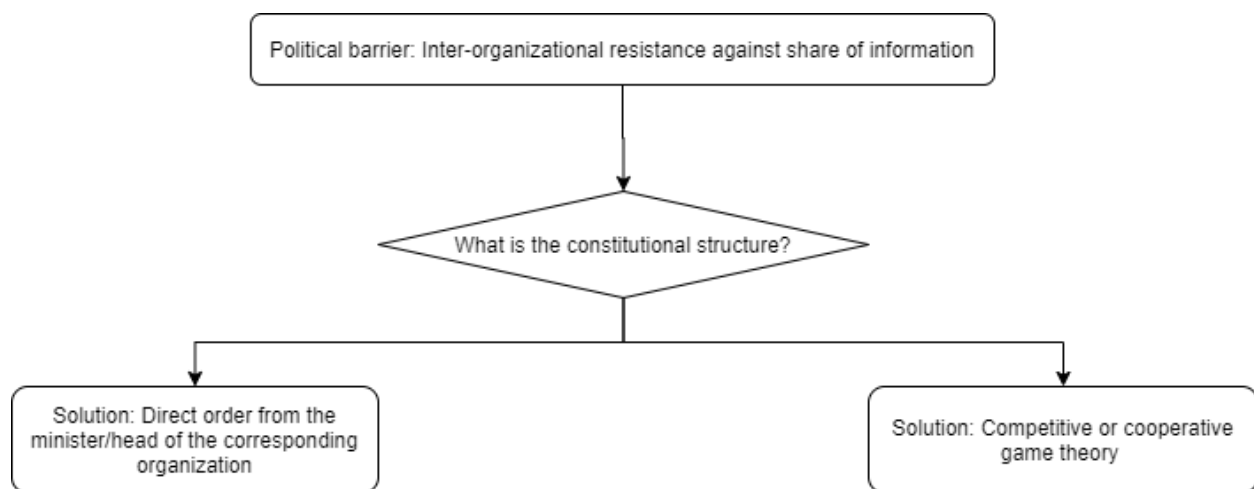 Political barrier: Inter-organizational resistance against share of information
What is the constitutional structure?
Solution: Direct order from the
minister/head of the corresponding
organization
Solution: Competitive or cooperative
game theory